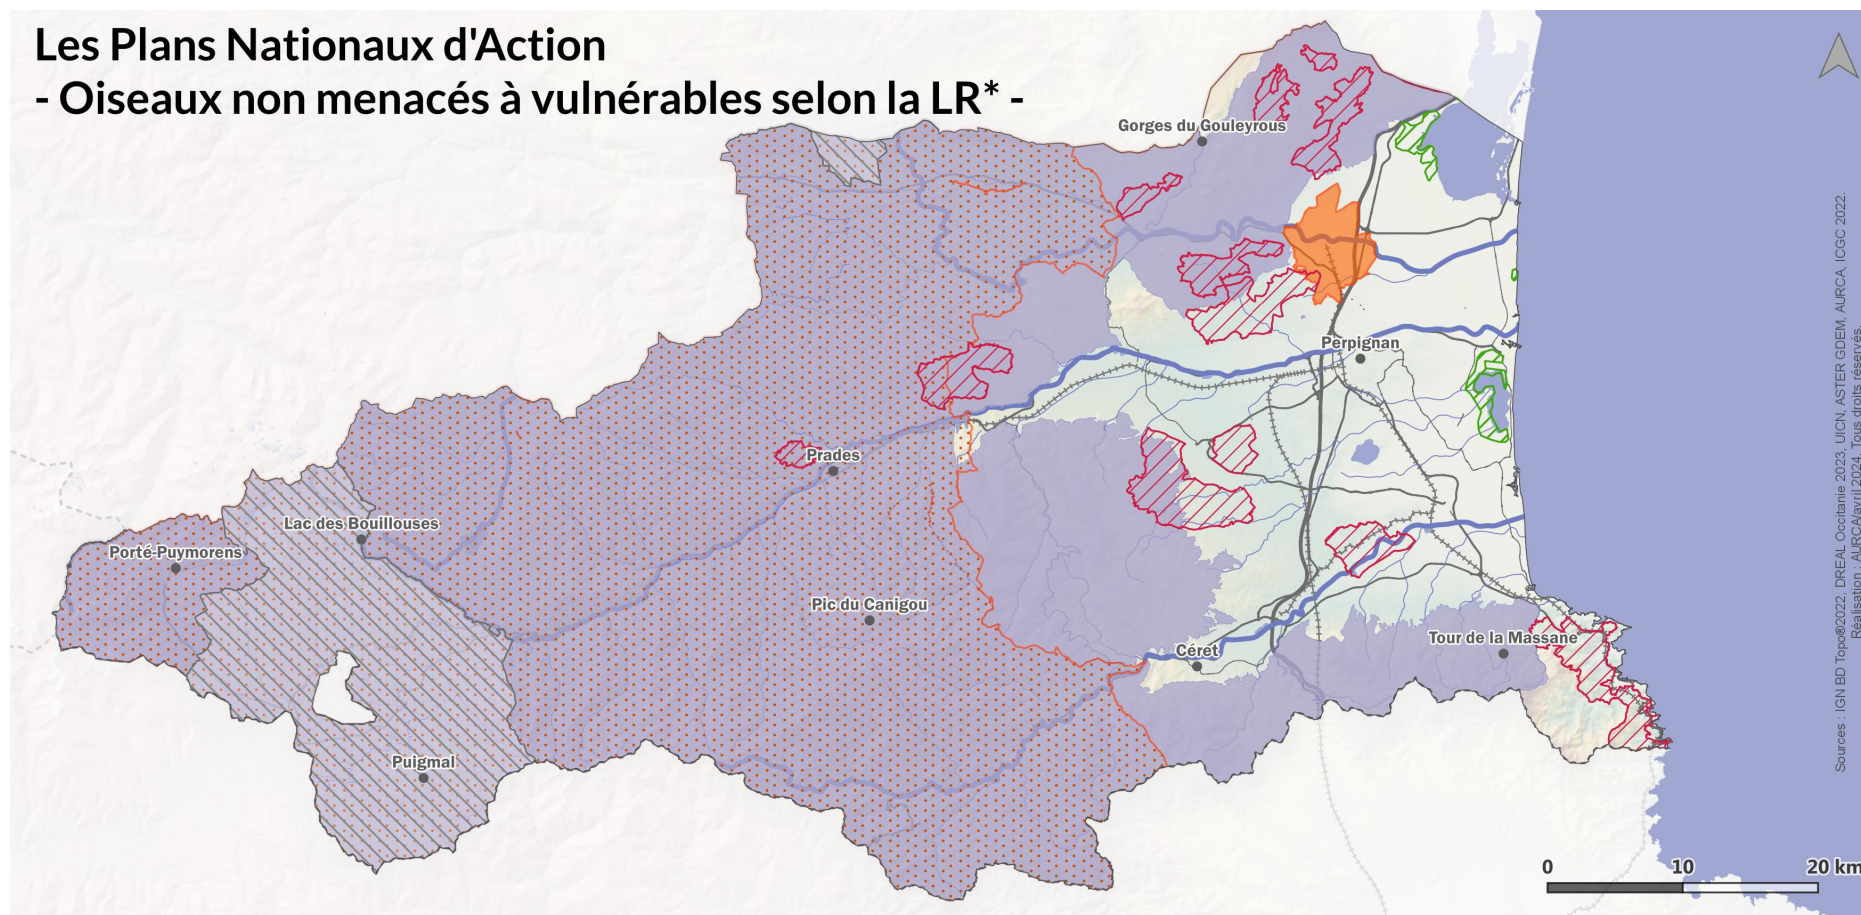 Les Plans Nationaux d'Action
- Oiseaux non menacés à vulnérables selon la LR* -
Gorges du Gouleyrous
Perpignan
Prades
Lac des Bouillouses
Porté-Puymorens
Pic du Canigou
Tour de la Massane
Céret
Puigmal
0 10 20 km
Sources : IGN BD Topo®2022, DREAL Occitanie 2023, UICN, ASTER GDEM, AURCA, ICGC 2022.
Réalisation : AURCA/avril 2024. Tous droits réservés.